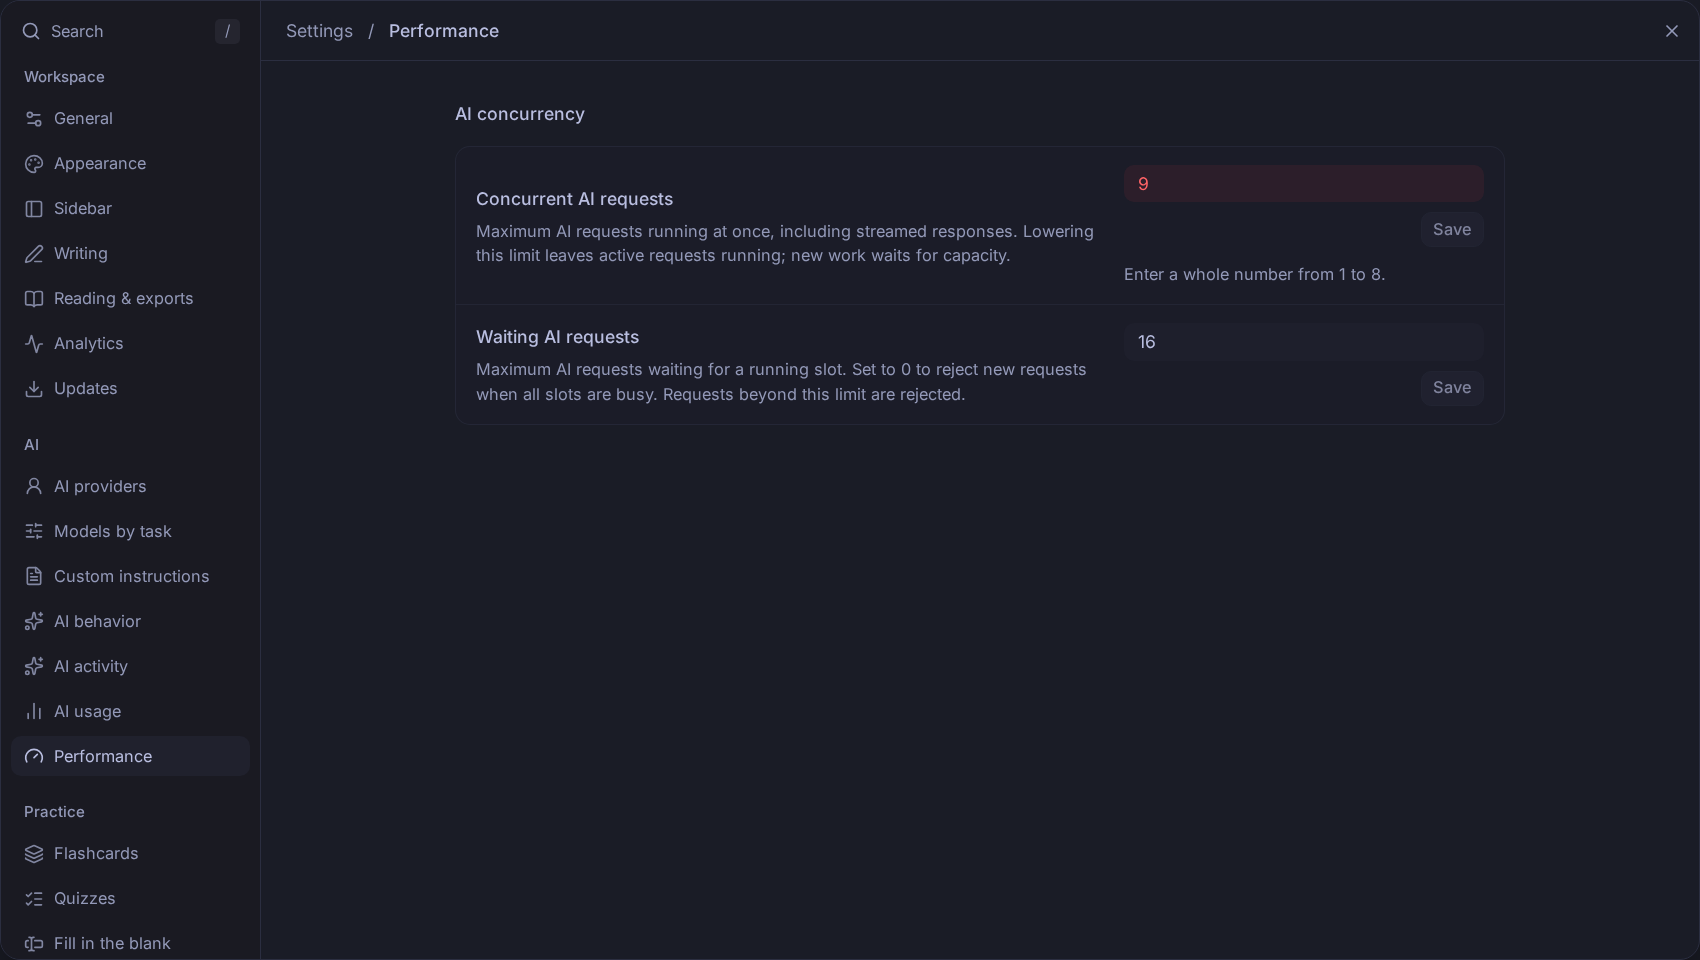 Search
/
Workspace
General
Appearance
Sidebar
Writing
Reading & exports
Analytics
Updates
AI
AI providers
Models by task
Custom instructions
AI behavior
AI activity
AI usage
Performance
Practice
Flashcards
Quizzes
Fill in the blank
Settings / Performance
AI concurrency
Concurrent AI requests
Maximum AI requests running at once, including streamed responses. Lowering
this limit leaves active requests running; new work waits for capacity.
9
Save
Enter a whole number from 1 to 8.
Waiting AI requests
Maximum AI requests waiting for a running slot. Set to 0 to reject new requests
when all slots are busy. Requests beyond this limit are rejected.
16
Save